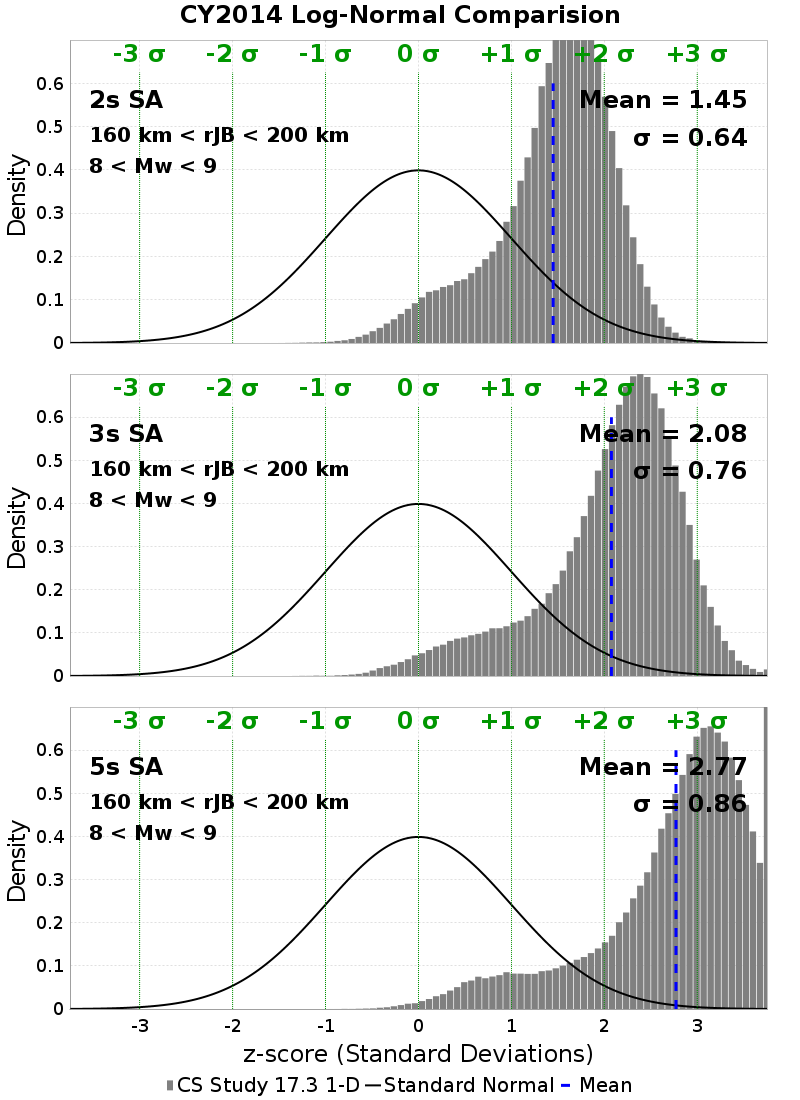 CY2014 Log-Normal Comparision
-3 σ -2 σ -1 σ 0 σ +1 σ +2 σ +3 σ
0.6
2s SA
Mean = 1.45
0.5
160 km < rJB < 200 km
σ = 0.64
0.4
8 < Mw < 9
0.3
0.2
0.1
0
Density
-3 σ -2 σ -1 σ 0 σ +1 σ +2 σ +3 σ
0.6
3s SA
Mean = 2.08
0.5
160 km < rJB < 200 km
σ = 0.76
0.4
8 < Mw < 9
0.3
0.2
0.1
0
Density
-3 σ -2 σ -1 σ 0 σ +1 σ +2 σ +3 σ
0.6
5s SA
Mean = 2.77
0.5
160 km < rJB < 200 km
σ = 0.86
0.4
8 < Mw < 9
0.3
0.2
0.1
0
Density
-3 -2 -1 0 1 2 3
z-score (Standard Deviations)
CS Study 17.3 1-D Standard Normal Mean